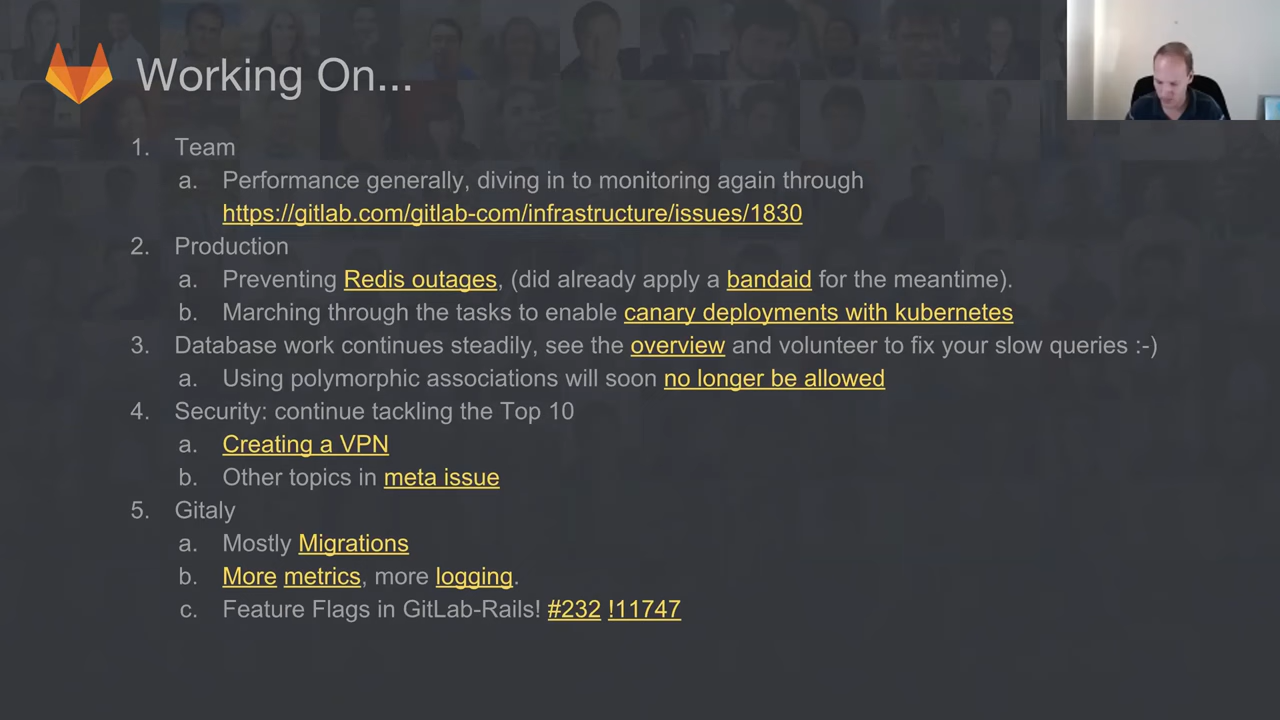 Working On...
1. Team
a. Performance generally, diving in to monitoring again through
https://gitlab.com/gitlab-com/infrastructure/issues/1830
2. Production
a. Preventing Redis outages, (did already apply a bandaid for the meantime).
b. Marching through the tasks to enable canary deployments with kubernetes
3. Database work continues steadily, see the overview and volunteer to fix your slow queries :-)
a. Using polymorphic associations will soon no longer be allowed
4. Security: continue tackling the Top 10
a. Creating a VPN
b. Other topics in meta issue
5. Gitaly
a. Mostly Migrations
b. More metrics, more logging.
c. Feature Flags in GitLab-Rails! #232 !11747